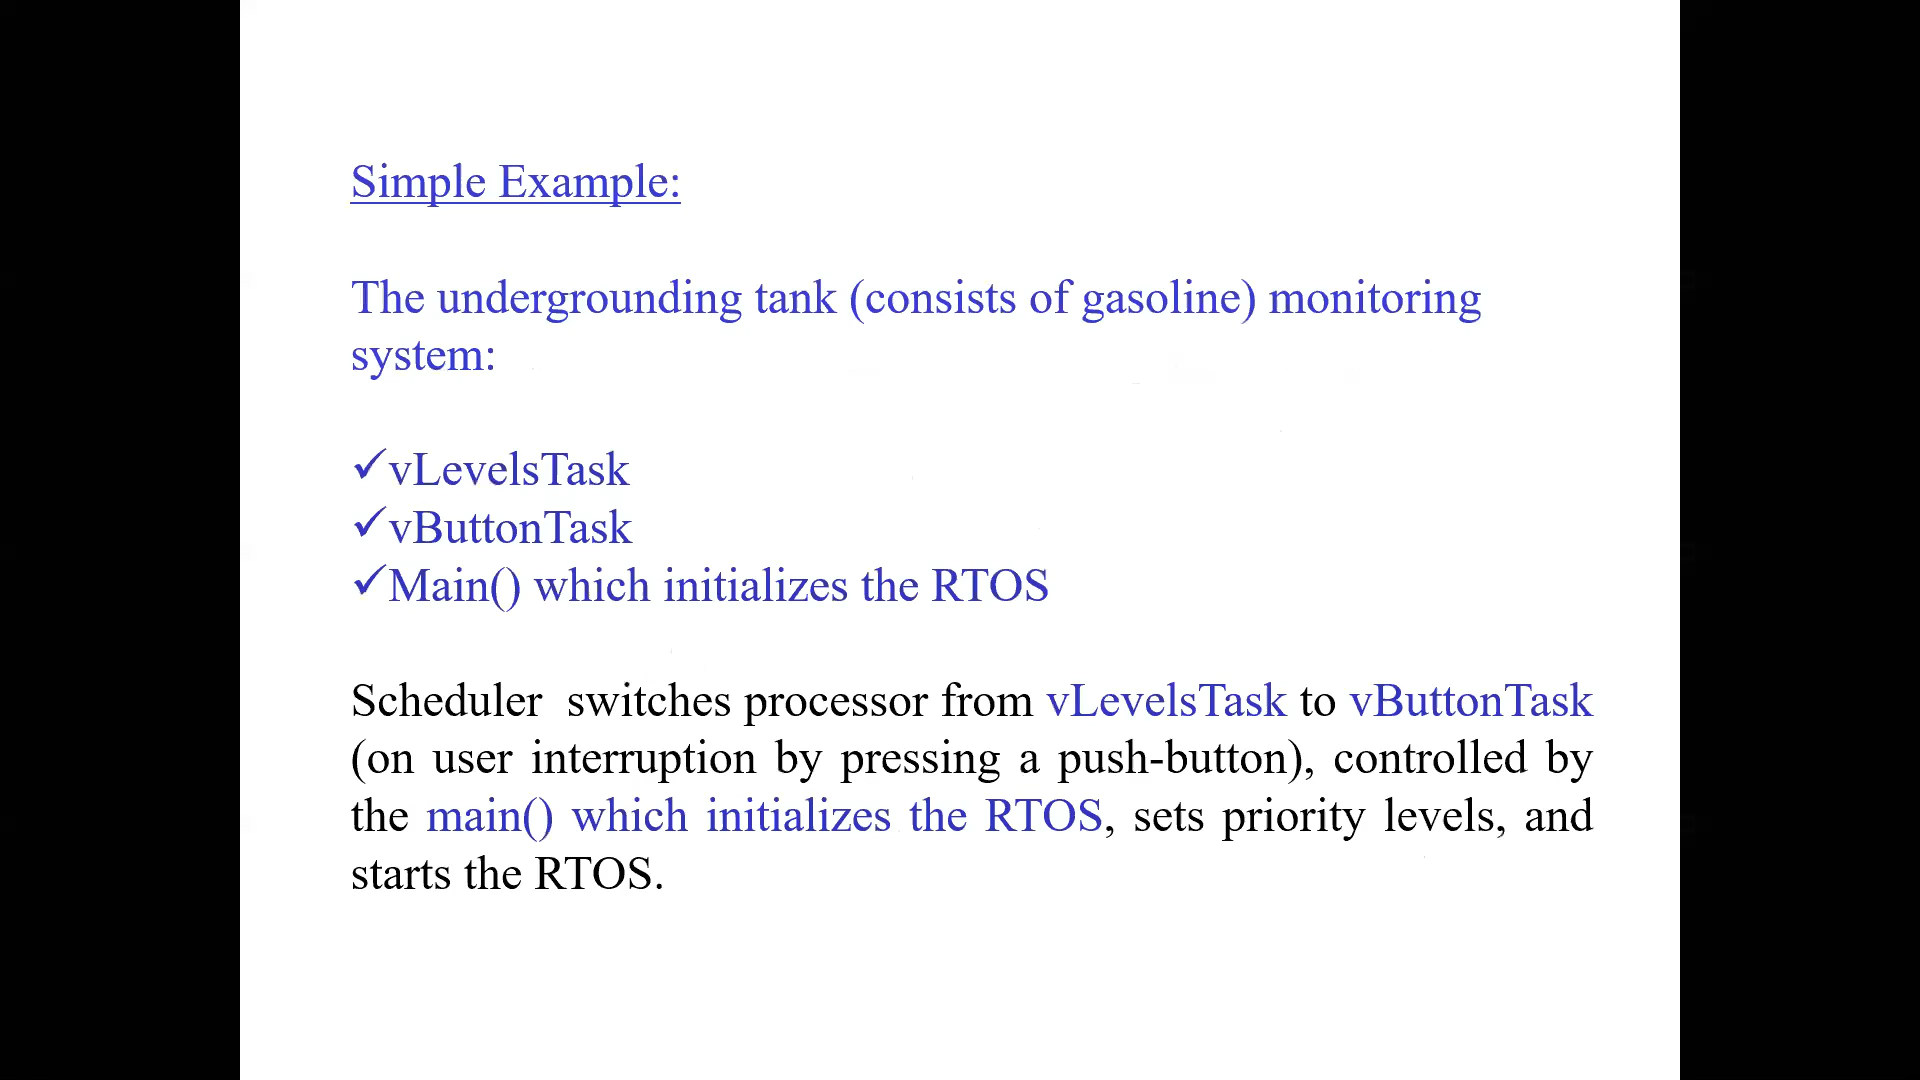 Simple Example:
The undergrounding tank (consists of gasoline) monitoring
system:
✓vLevelsTask
✓vButtonTask
✓Main() which initializes the RTOS
Scheduler switches processor from vLevelsTask to vButtonTask
(on user interruption by pressing a push-button), controlled by
the main() which initializes the RTOS, sets priority levels, and
starts the RTOS.